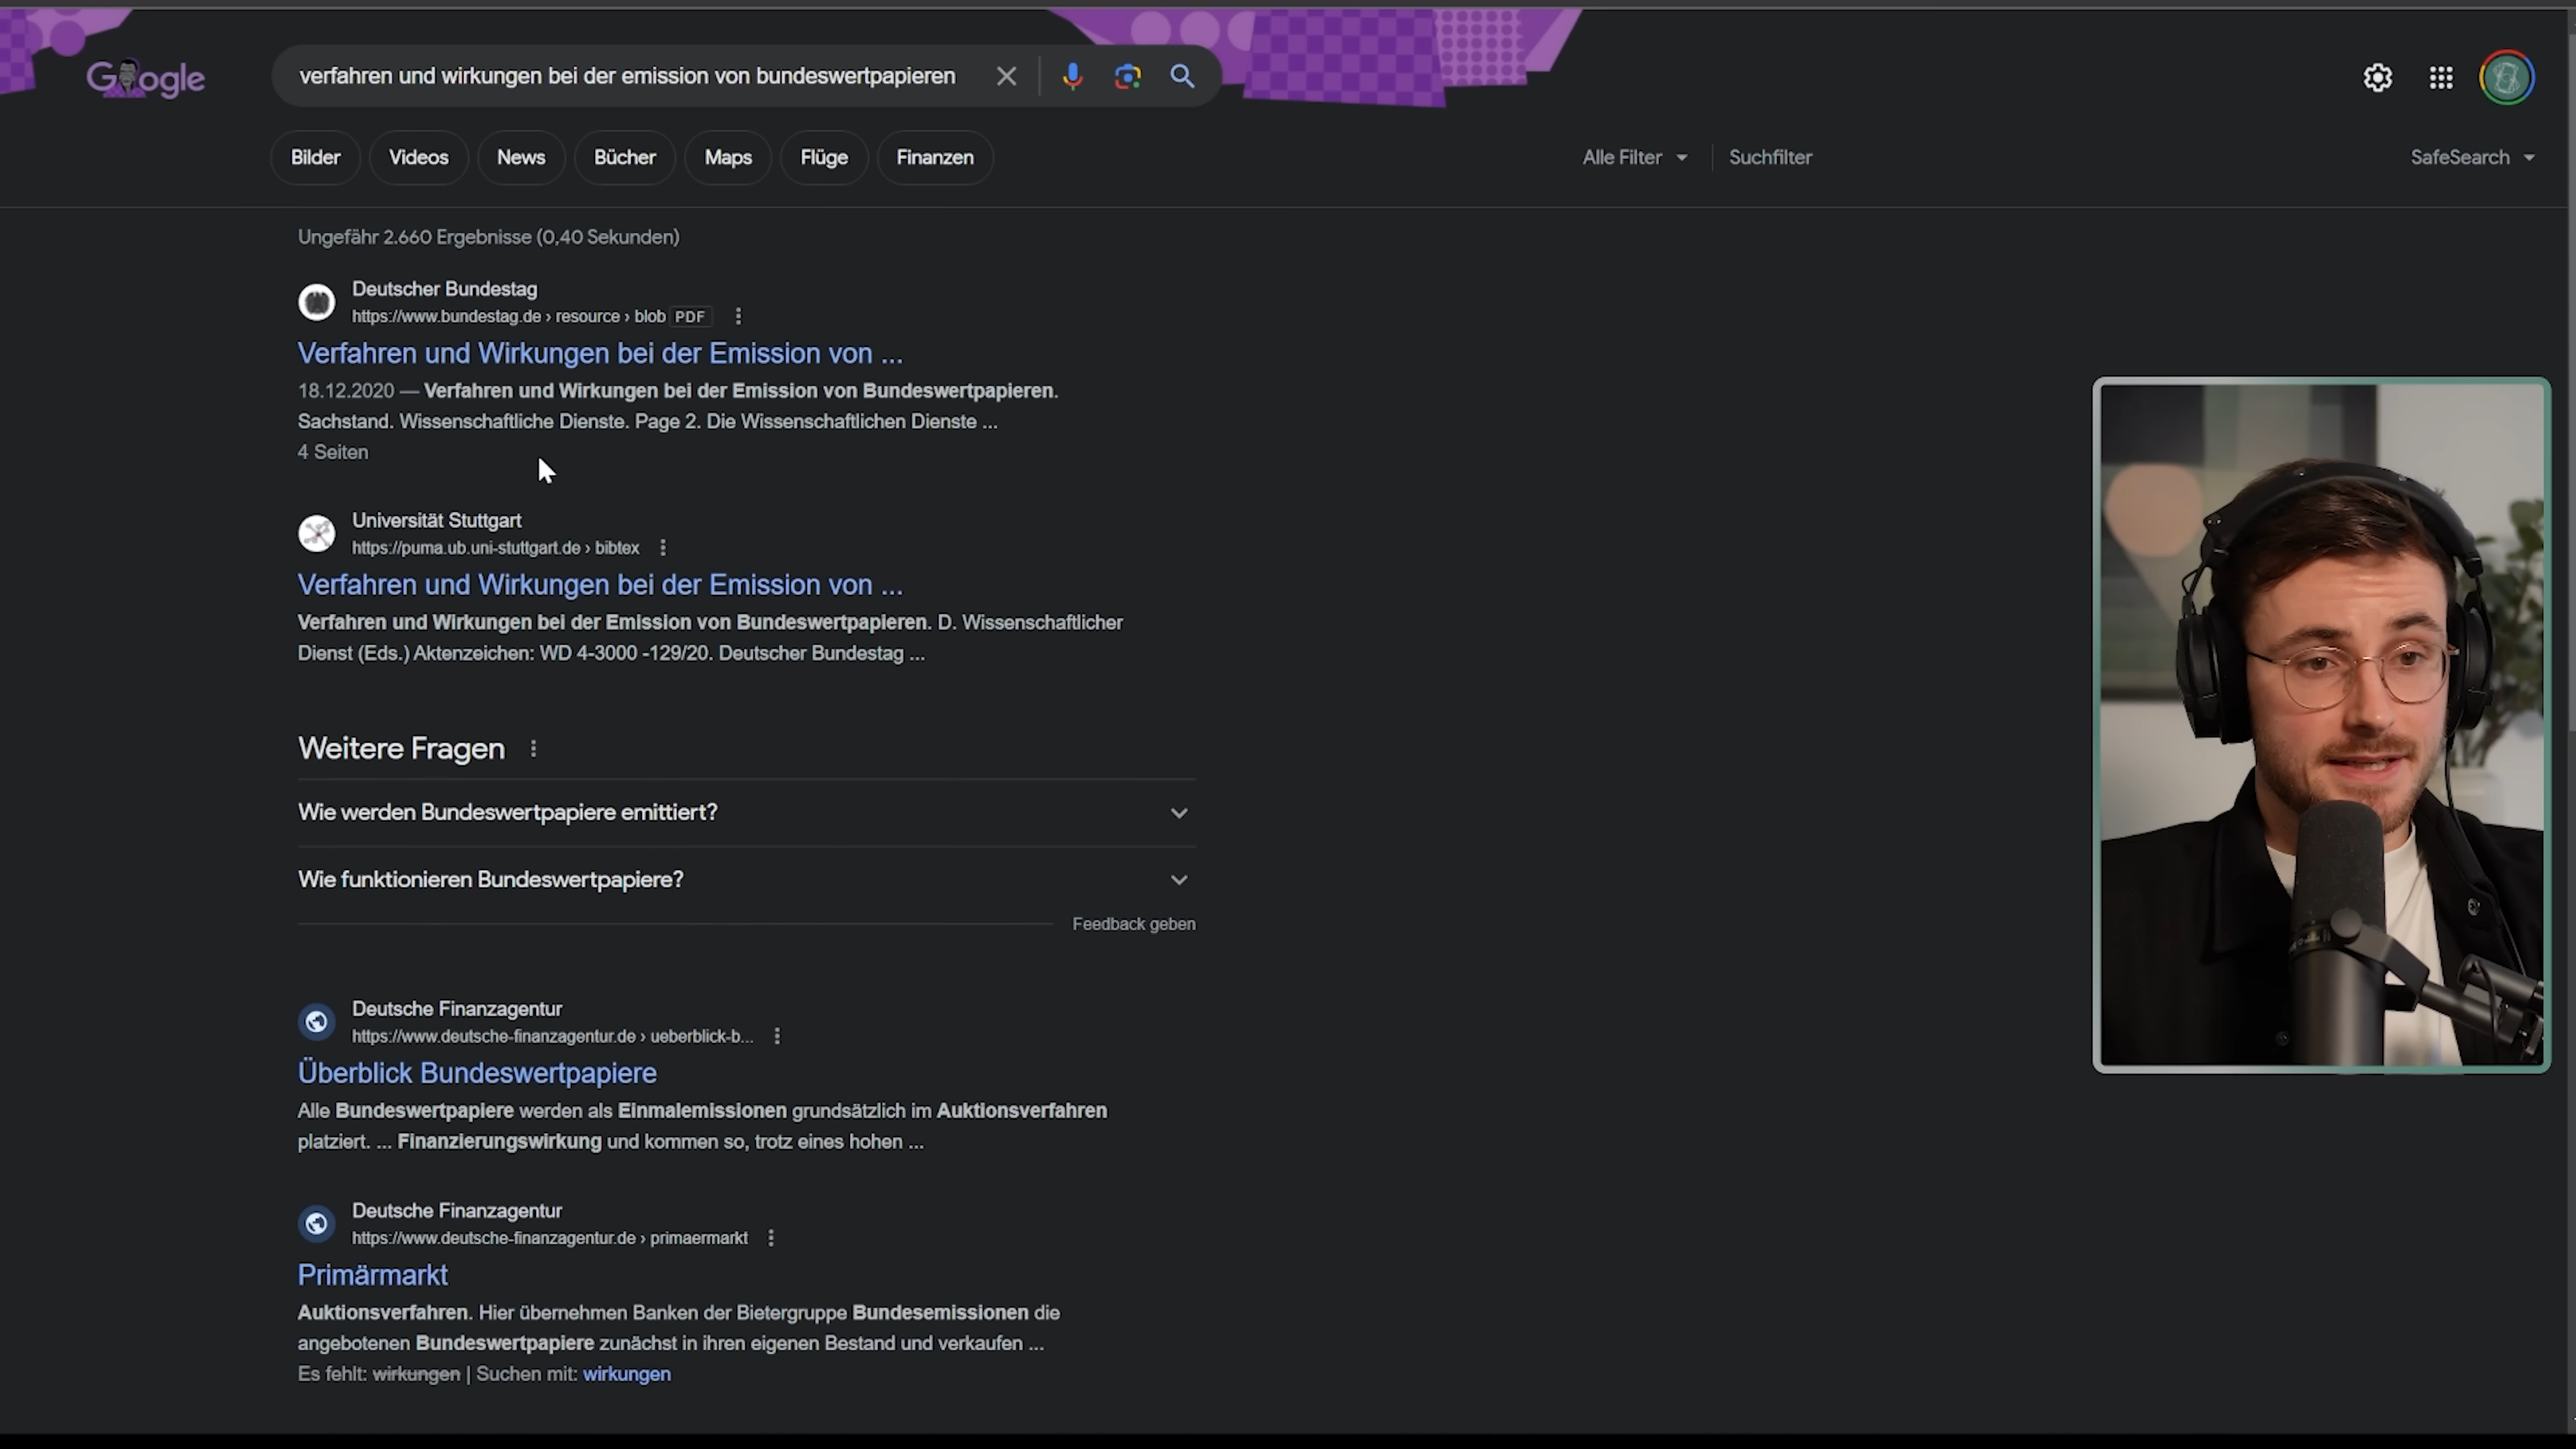 Google
verfahren und wirkungen bei der emission von bundeswertpapieren
Bilder
Videos
News
Bücher
Maps
Flüge
Finanzen
Alle Filter
Suchfilter
SafeSearch
Ungefähr 2.660 Ergebnisse (0,40 Sekunden)
Deutscher Bundestag
https://www.bundestag.de › resource › blob PDF
Verfahren und Wirkungen bei der Emission von ...
18.12.2020 — Verfahren und Wirkungen bei der Emission von Bundeswertpapieren.
Sachstand. Wissenschaftliche Dienste. Page 2. Die Wissenschaftlichen Dienste ...
4 Seiten
Universität Stuttgart
https://puma.ub.uni-stuttgart.de › bibtex
Verfahren und Wirkungen bei der Emission von ...
Verfahren und Wirkungen bei der Emission von Bundeswertpapieren. D. Wissenschaftlicher
Dienst (Eds.) Aktenzeichen: WD 4-3000 -129/20. Deutscher Bundestag ...
Weitere Fragen
Wie werden Bundeswertpapiere emittiert?
Wie funktionieren Bundeswertpapiere?
Feedback geben
Deutsche Finanzagentur
https://www.deutsche-finanzagentur.de › ueberblick-b...
Überblick Bundeswertpapiere
Alle Bundeswertpapiere werden als Einmalemissionen grundsätzlich im Auktionsverfahren
platziert. ... Finanzierungswirkung und kommen so, trotz eines hohen ...
Deutsche Finanzagentur
https://www.deutsche-finanzagentur.de › primaermarkt
Primärmarkt
Auktionsverfahren. Hier übernehmen Banken der Bietergruppe Bundesemissionen die
angebotenen Bundeswertpapiere zunächst in ihren eigenen Bestand und verkaufen ...
Es fehlt: wirkungen | Suchen mit: wirkungen